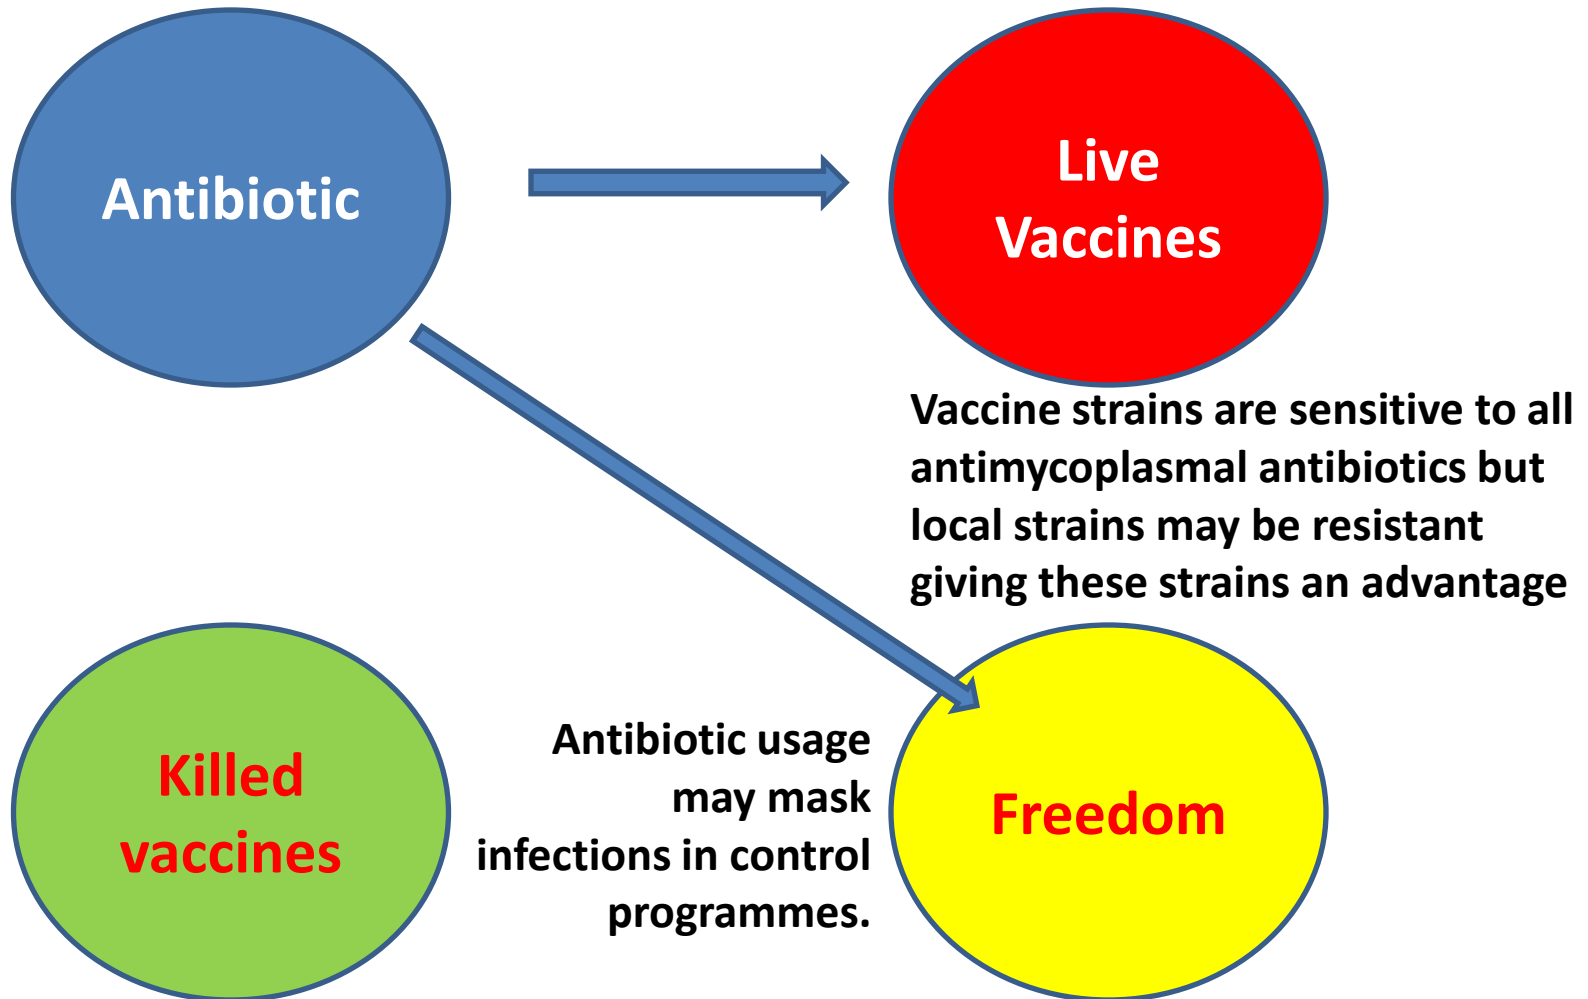 Antibiotic
Live
Vaccines
Vaccine strains are sensitive to all
antimycoplasmal antibiotics but
local strains may be resistant
giving these strains an advantage
Killed
vaccines
Antibiotic usage
may mask
infections in control
programmes.
Freedom